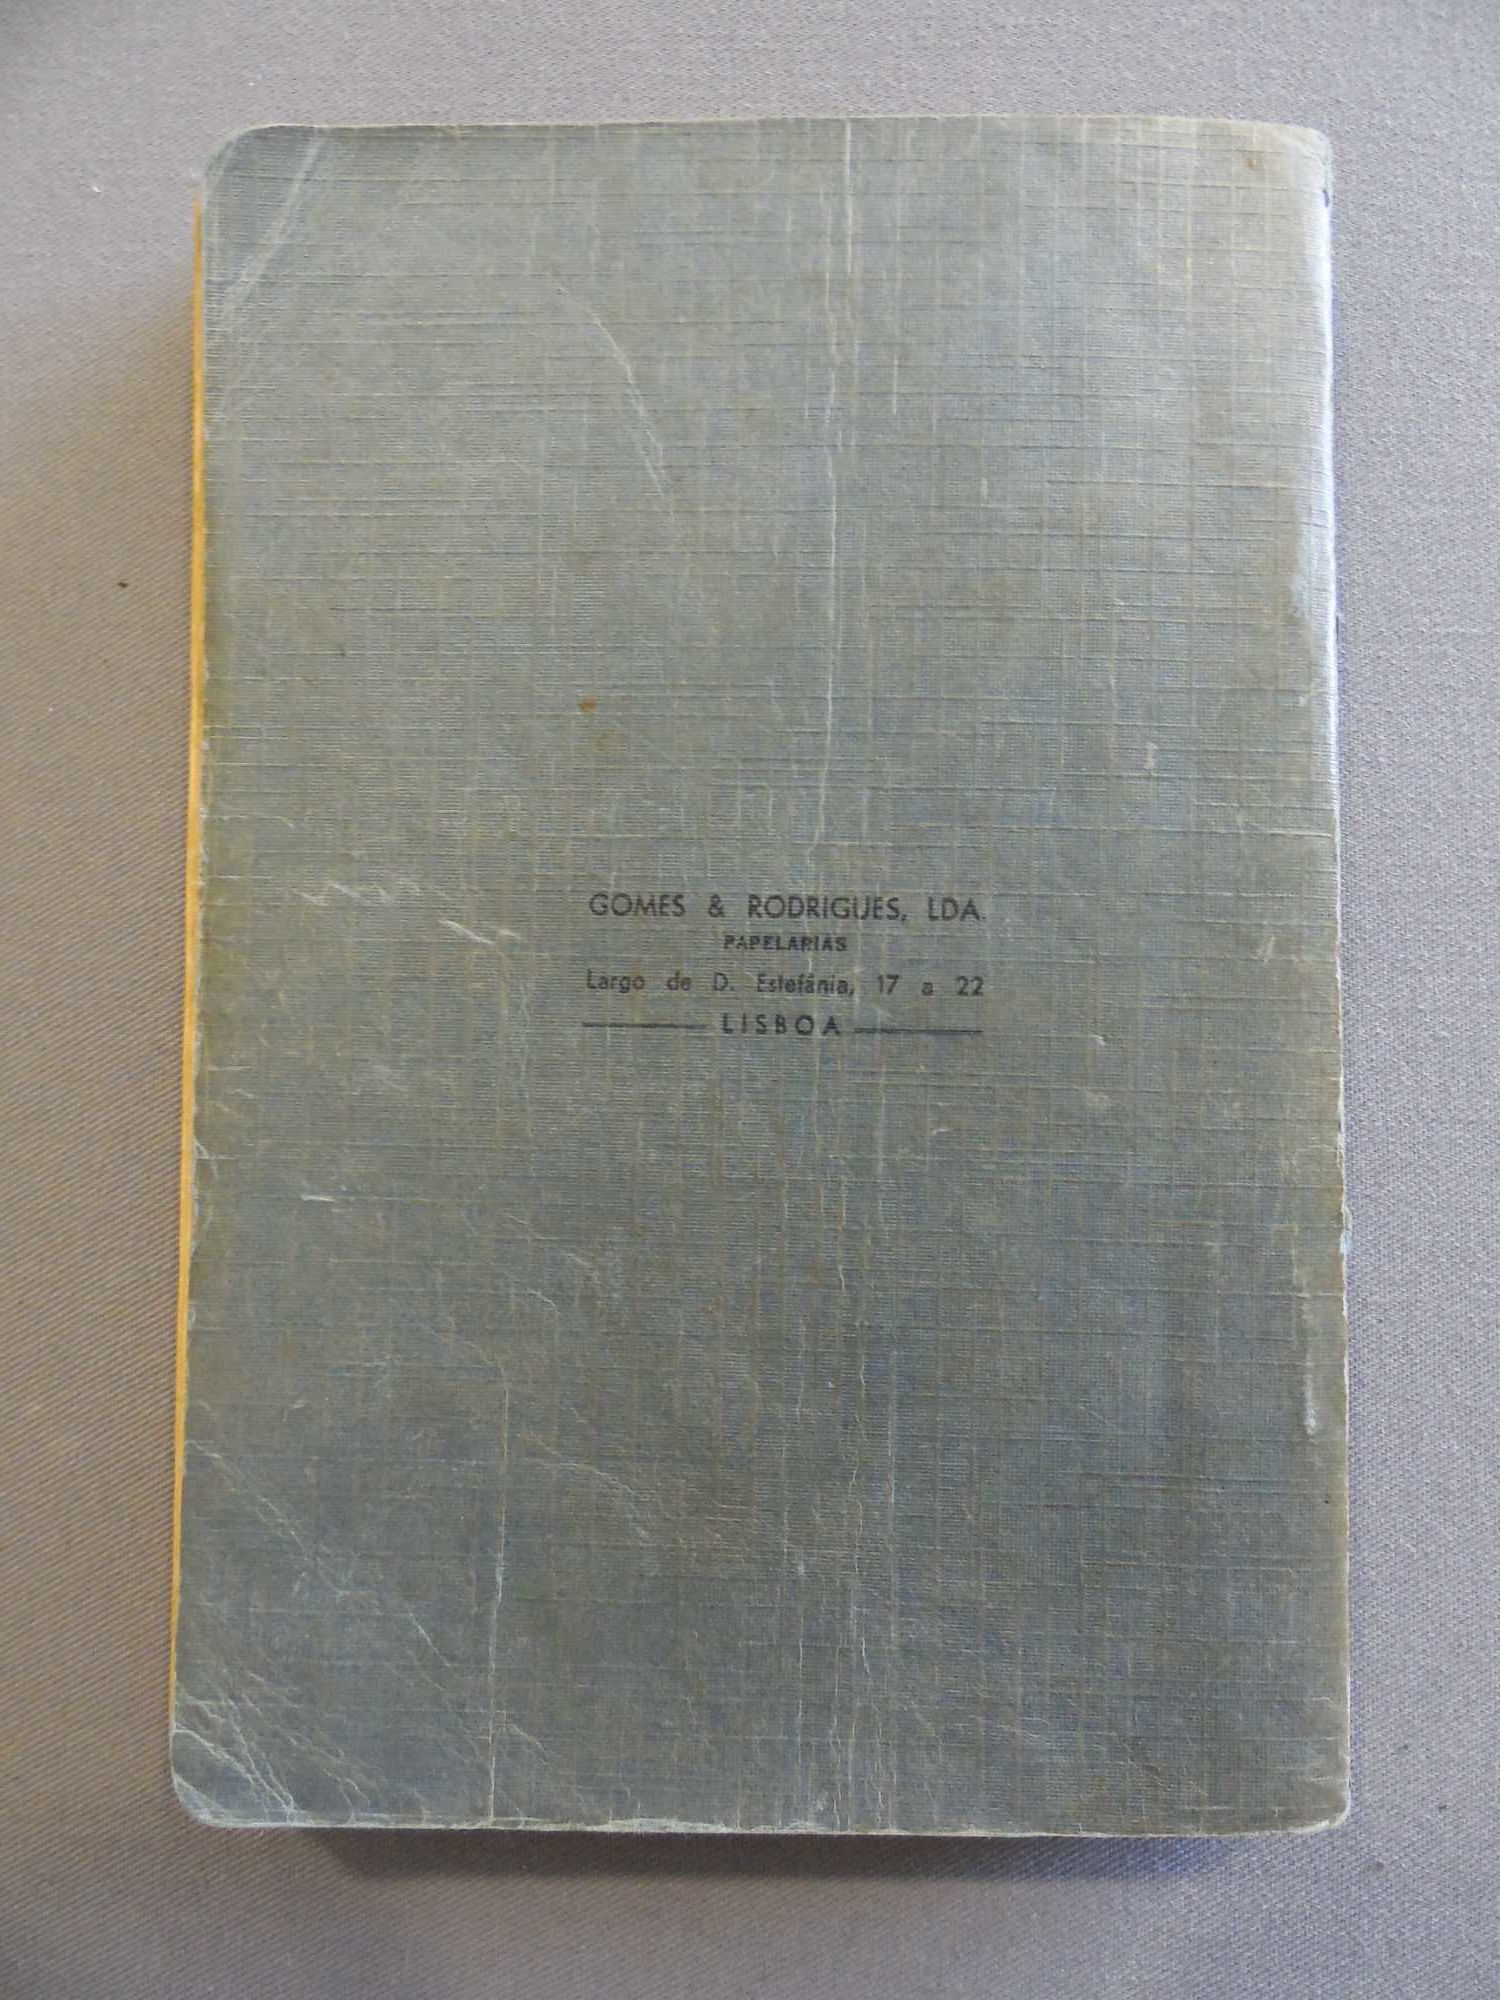 GOMES & RODRIGUES, LDA.
PAPELARIAS
Largo de D. Estefânia, 17 a 22
LISBOA